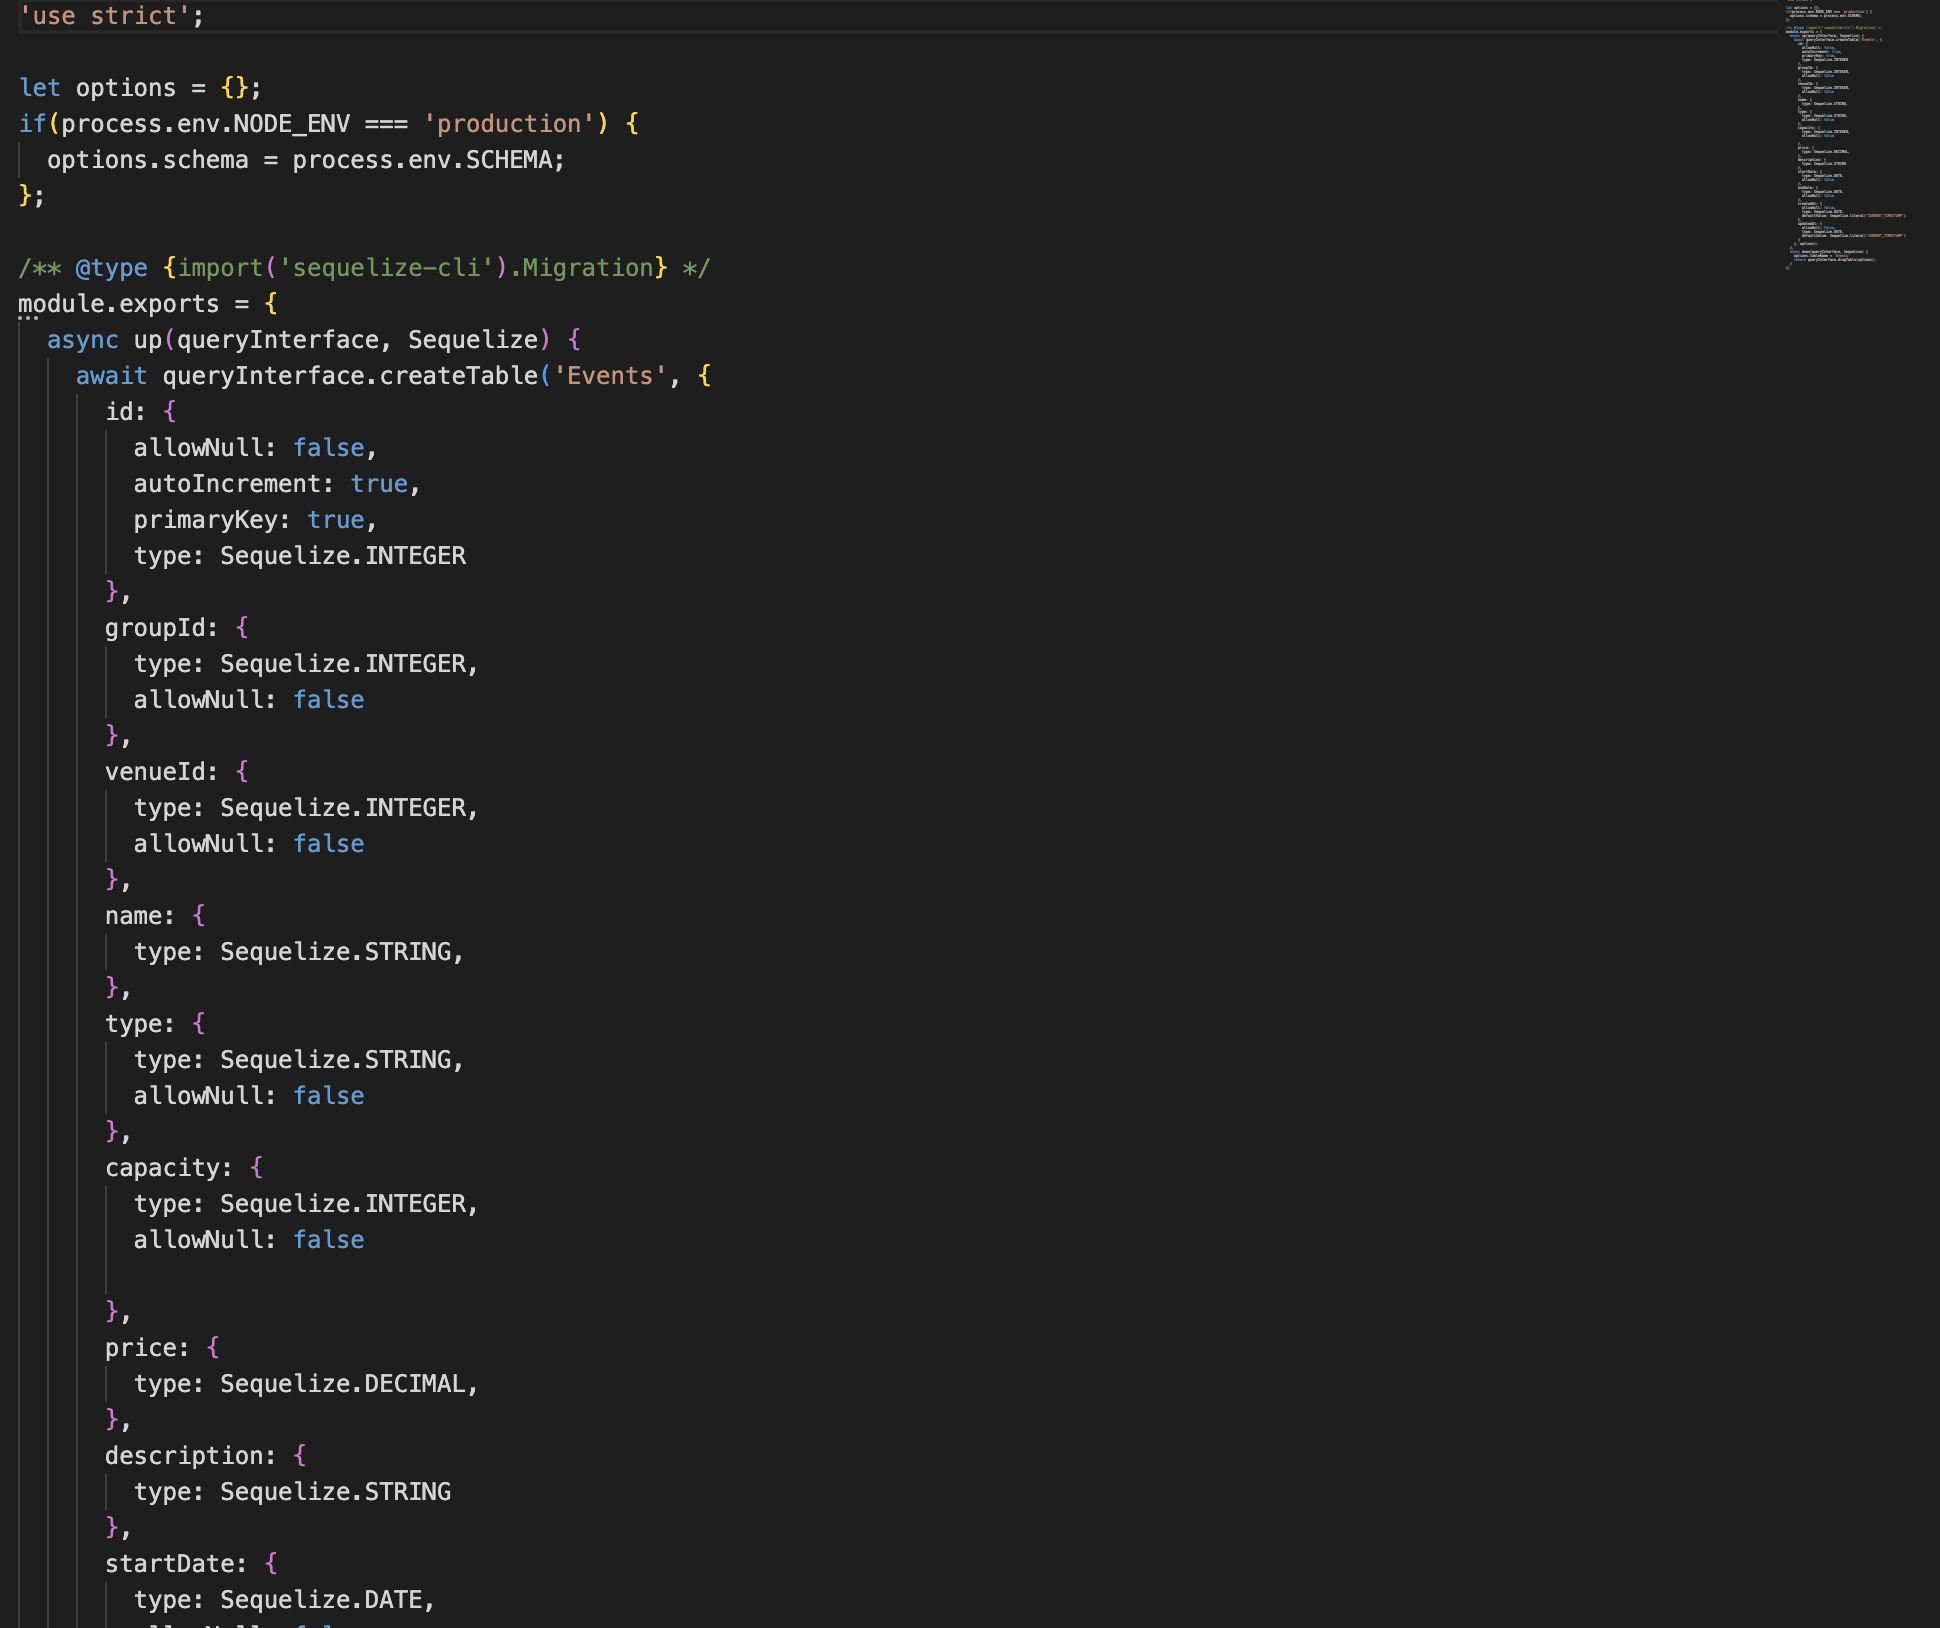 'use strict';
let options = {};
if(process.env.NODE_ENV === 'production') {
  options.schema = process.env.SCHEMA;
};
/** @type {import('sequelize-cli').Migration} */
module.exports = {
  async up(queryInterface, Sequelize) {
    await queryInterface.createTable('Events', {
      id: {
        allowNull: false,
        autoIncrement: true,
        primaryKey: true,
        type: Sequelize.INTEGER
      },
      groupId: {
        type: Sequelize.INTEGER,
        allowNull: false
      },
      venueId: {
        type: Sequelize.INTEGER,
        allowNull: false
      },
      name: {
        type: Sequelize.STRING,
      },
      type: {
        type: Sequelize.STRING,
        allowNull: false
      },
      capacity: {
        type: Sequelize.INTEGER,
        allowNull: false
      },
      price: {
        type: Sequelize.DECIMAL,
      },
      description: {
        type: Sequelize.STRING
      },
      startDate: {
        type: Sequelize.DATE,